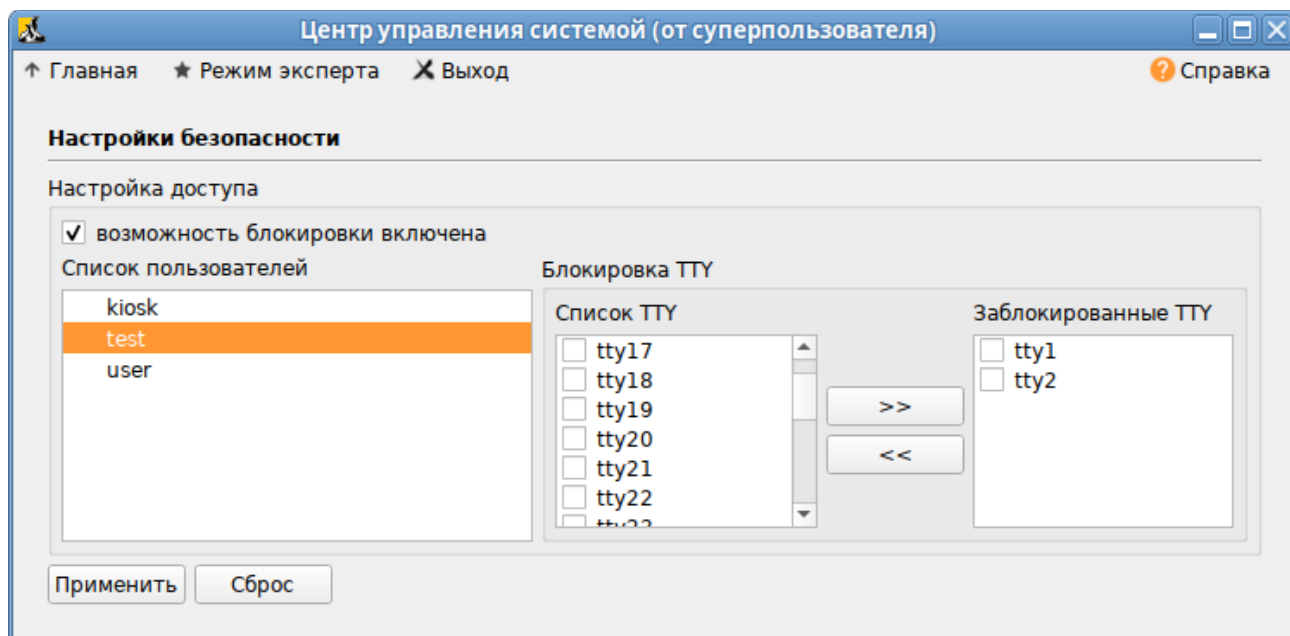 Центр управления системой (от суперпользователя)
Главная Режим эксперта Выход Справка
Настройки безопасности
Настройка доступа
возможность блокировки включена
Список пользователей
kiosk
test
user
Блокировка TTY
Список TTY
tty17
tty18
tty19
tty20
tty21
tty22
>>
<<
Заблокированные TTY
tty1
tty2
Применить Сброс